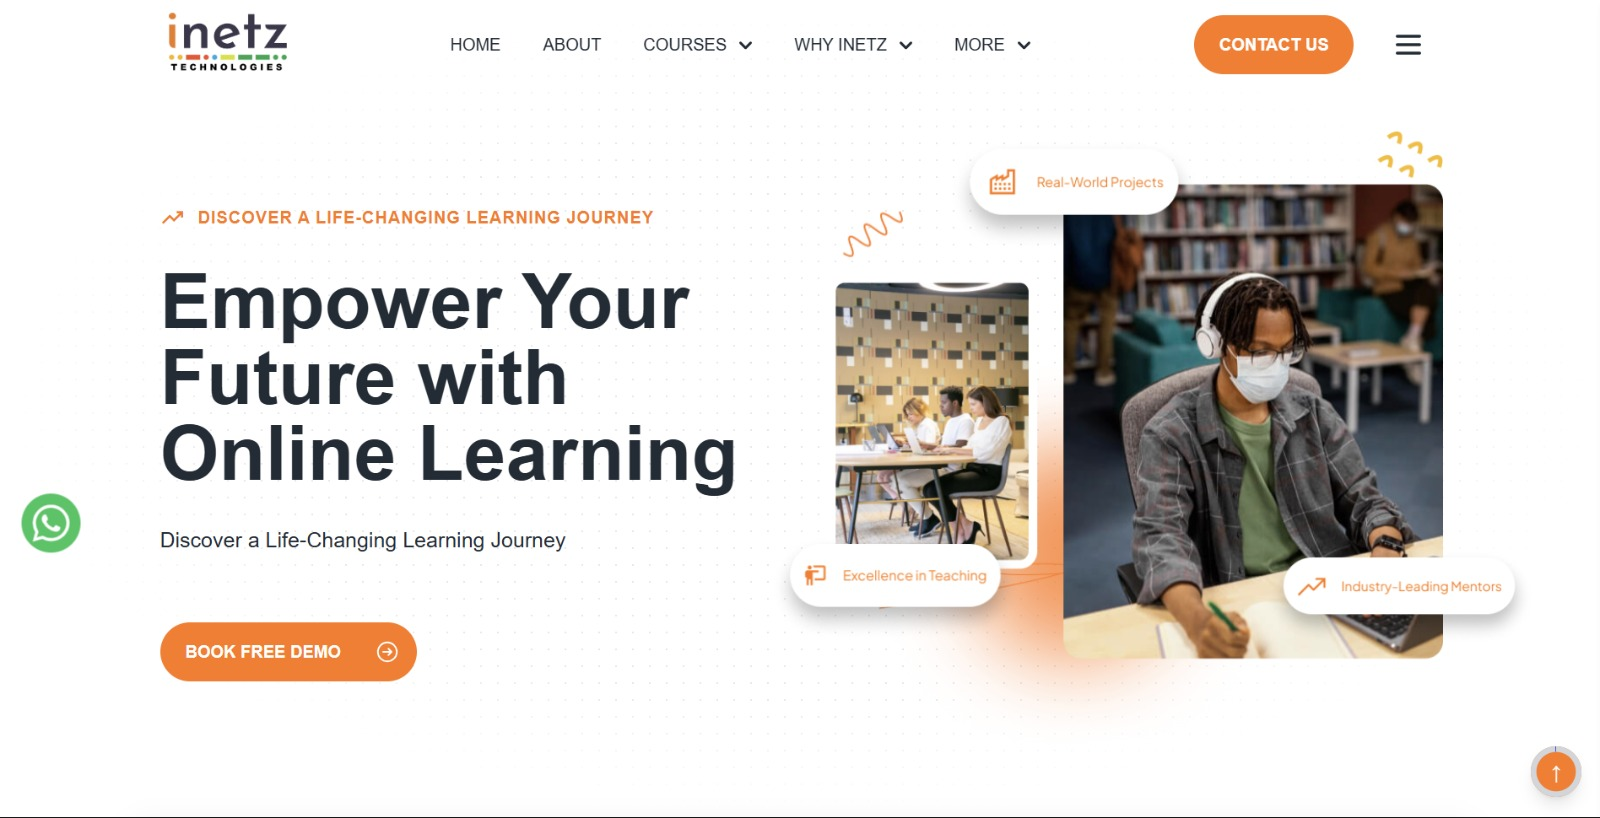 inetz
TECHNOLOGIES
HOME
ABOUT
COURSES
WHY INETZ
MORE
CONTACT US
Real-World Projects
DISCOVER A LIFE-CHANGING LEARNING JOURNEY
Empower Your
Future with
Online Learning
Discover a Life-Changing Learning Journey
Excellence in Teaching
Industry-Leading Mentors
BOOK FREE DEMO